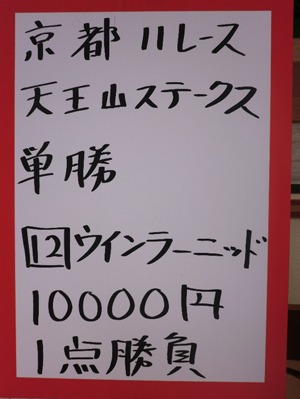 京都11レース
天王山ステークス
単勝
12ウインラーニッド
10000円
1点勝負